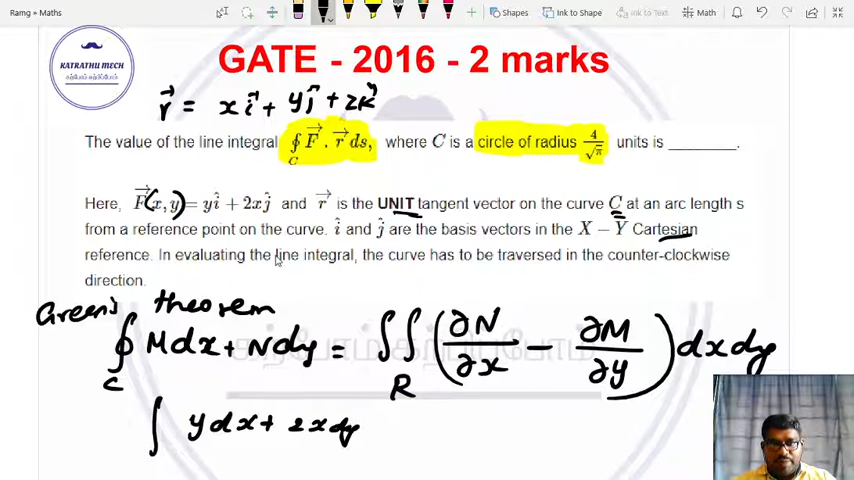 Ramg » Maths
Shapes
Ink to Shape
Ink to Text
Math
KATRATHU MECH
கற்போம் கற்பிப்போம்
GATE - 2016 - 2 marks
r⃗ = x i⃗ + y j⃗ + z k⃗
The value of the line integral ∮_C F⃗ . r⃗ ds, where C is a circle of radius 4/√π units is ________.
Here, F⃗(x, y) = yî + 2xĵ and r⃗ is the UNIT tangent vector on the curve C at an arc length s
from a reference point on the curve. î and ĵ are the basis vectors in the X − Y Cartesian
reference. In evaluating the line integral, the curve has to be traversed in the counter-clockwise
direction.
Green's theorem
∮_C Mdx + Ndy = ∫∫_R (∂N/∂x − ∂M/∂y) dxdy
∫ ydx + 2xdy